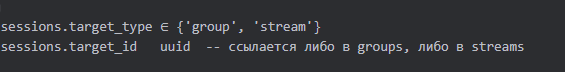 sessions.target_type ∈ {'group', 'stream'}
sessions.target_id   uuid  -- ссылается либо в groups, либо в streams